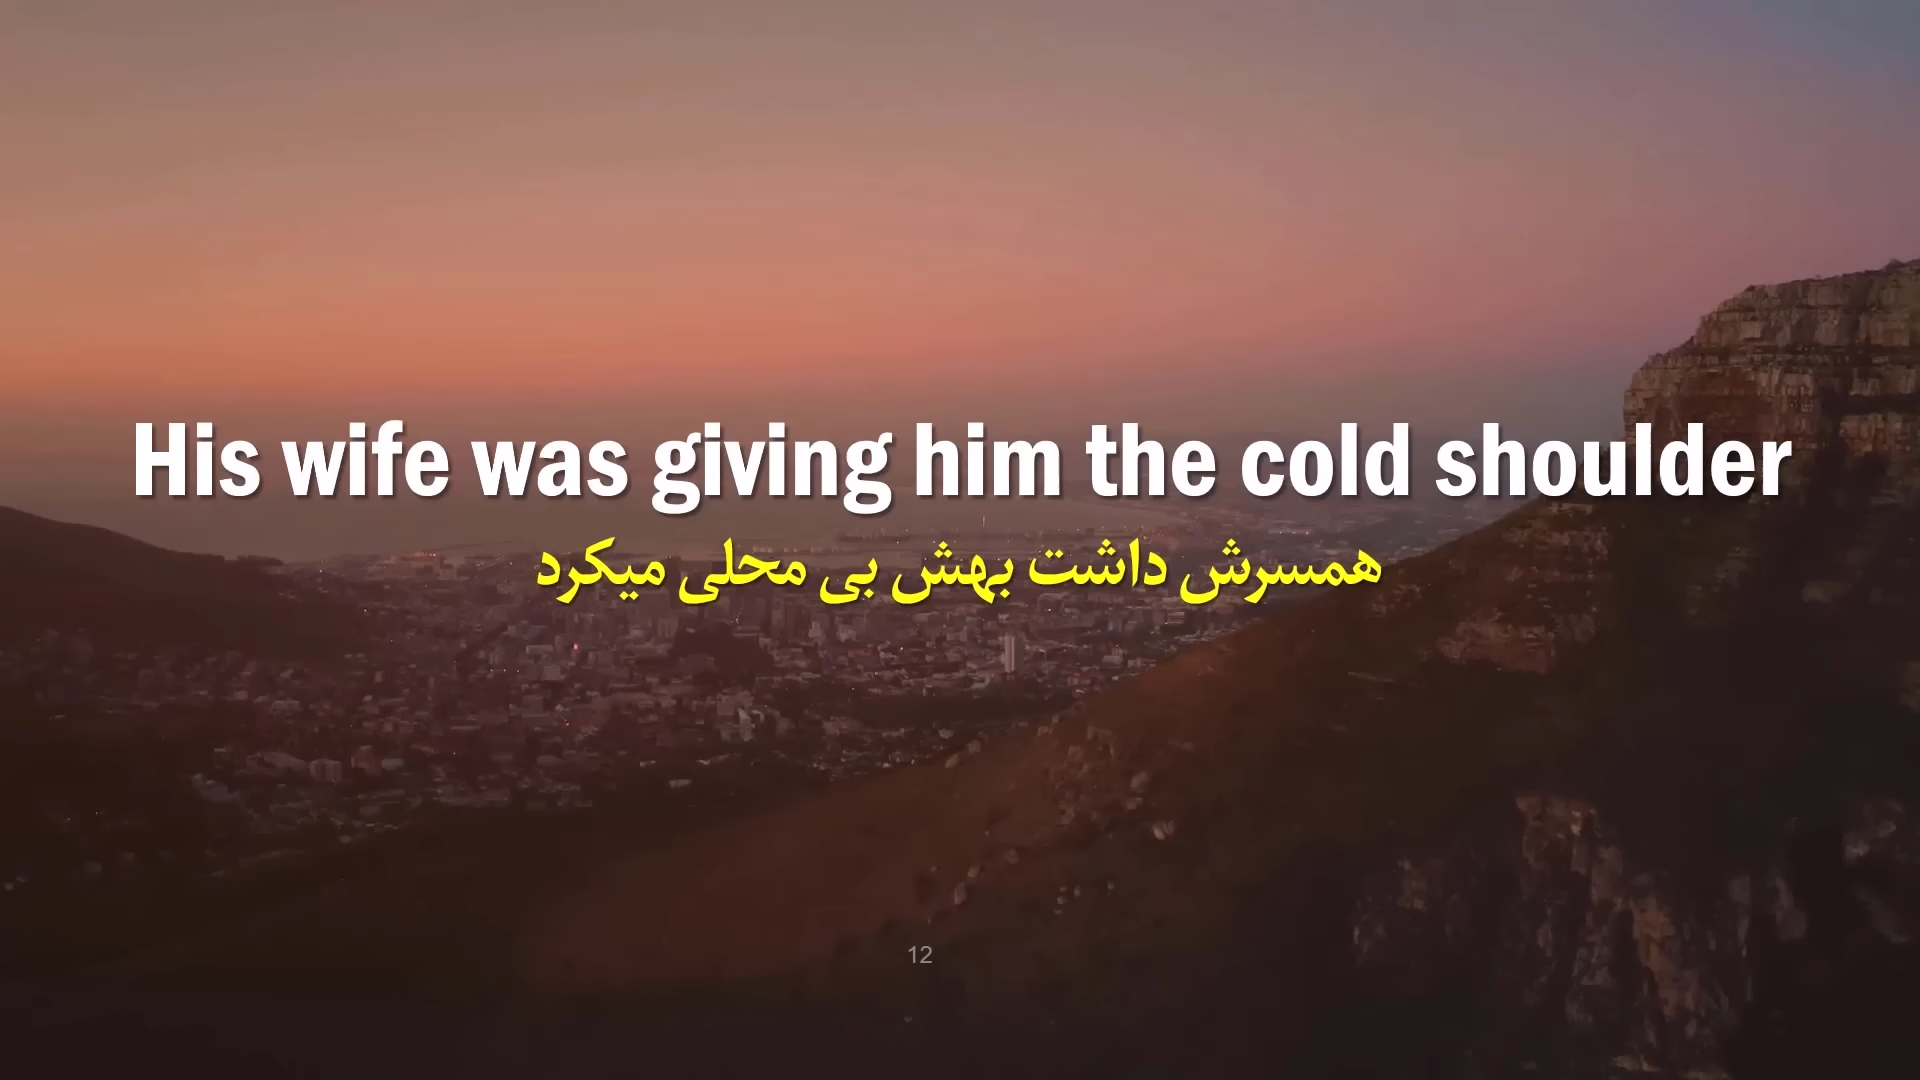 His wife was giving him the cold shoulder
همسرش داشت بهش بی محلی میکرد
12